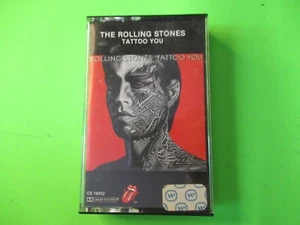 THE ROLLING STONES
TATTOO YOU
ROLLING STONES TATTOO YOU
CS 16052